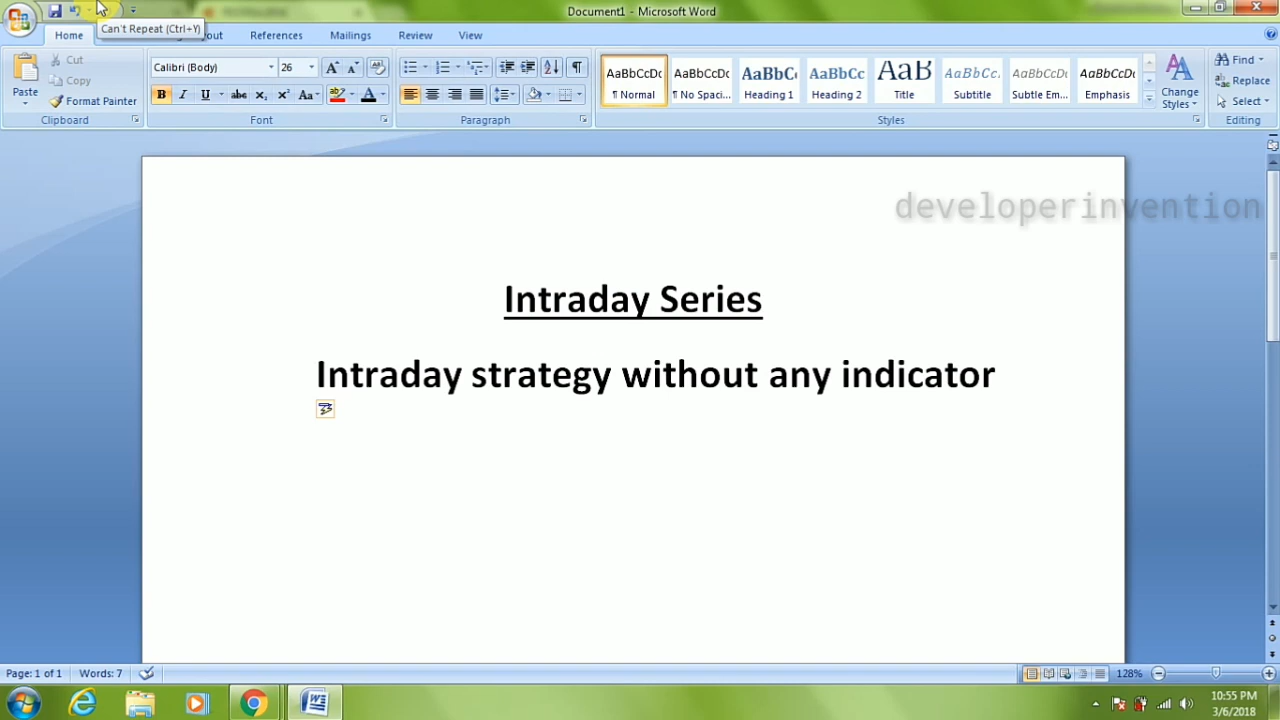 Document1 - Microsoft Word
Can't Repeat (Ctrl+Y)
Home
References
Mailings
Review
View
Paste
Cut
Copy
Format Painter
Clipboard
Calibri (Body)
26
Font
Paragraph
AaBbCcDc
¶ Normal
AaBbCcDc
¶ No Spaci...
AaBbC
Heading 1
AaBbCc
Heading 2
AaB
Title
AaBbCc.
Subtitle
AaBbCcDc
Subtle Em...
AaBbCcDc
Emphasis
Change
Styles
Styles
Find
Replace
Select
Editing
developerinvention
Intraday Series
Intraday strategy without any indicator
Page: 1 of 1
Words: 7
128%
10:55 PM
3/6/2018